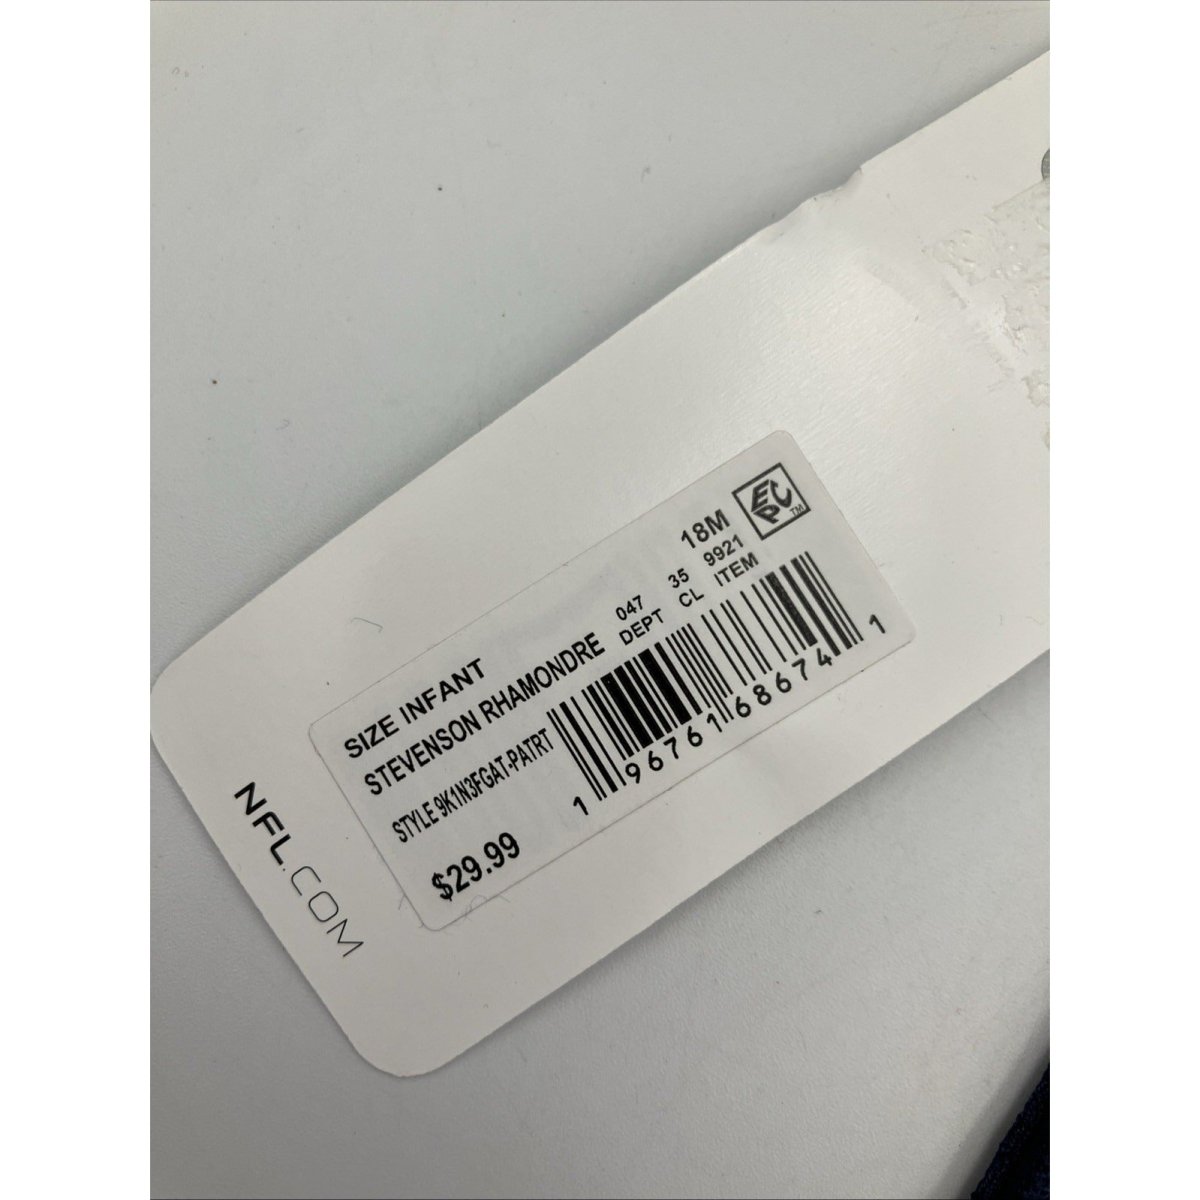 SIZE INFANT
18M
EPC™
STEVENSON RHAMONDRE
047 35 9921
DEPT CL ITEM
STYLE 9K1N3FGAT-PATRT
1 96761 68674 1
$29.99
NFL.COM